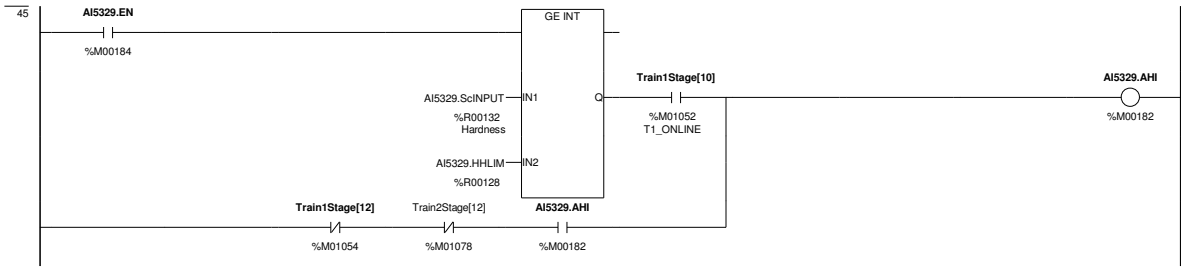 45
AI5329.EN
%M00184
GE INT
Train1Stage[10]
AI5329.AHI
AI5329.ScINPUT
IN1
Q
%R00132
Hardness
%M01052
T1_ONLINE
%M00182
AI5329.HHLIM
IN2
%R00128
Train1Stage[12]
Train2Stage[12]
AI5329.AHI
%M01054
%M01078
%M00182